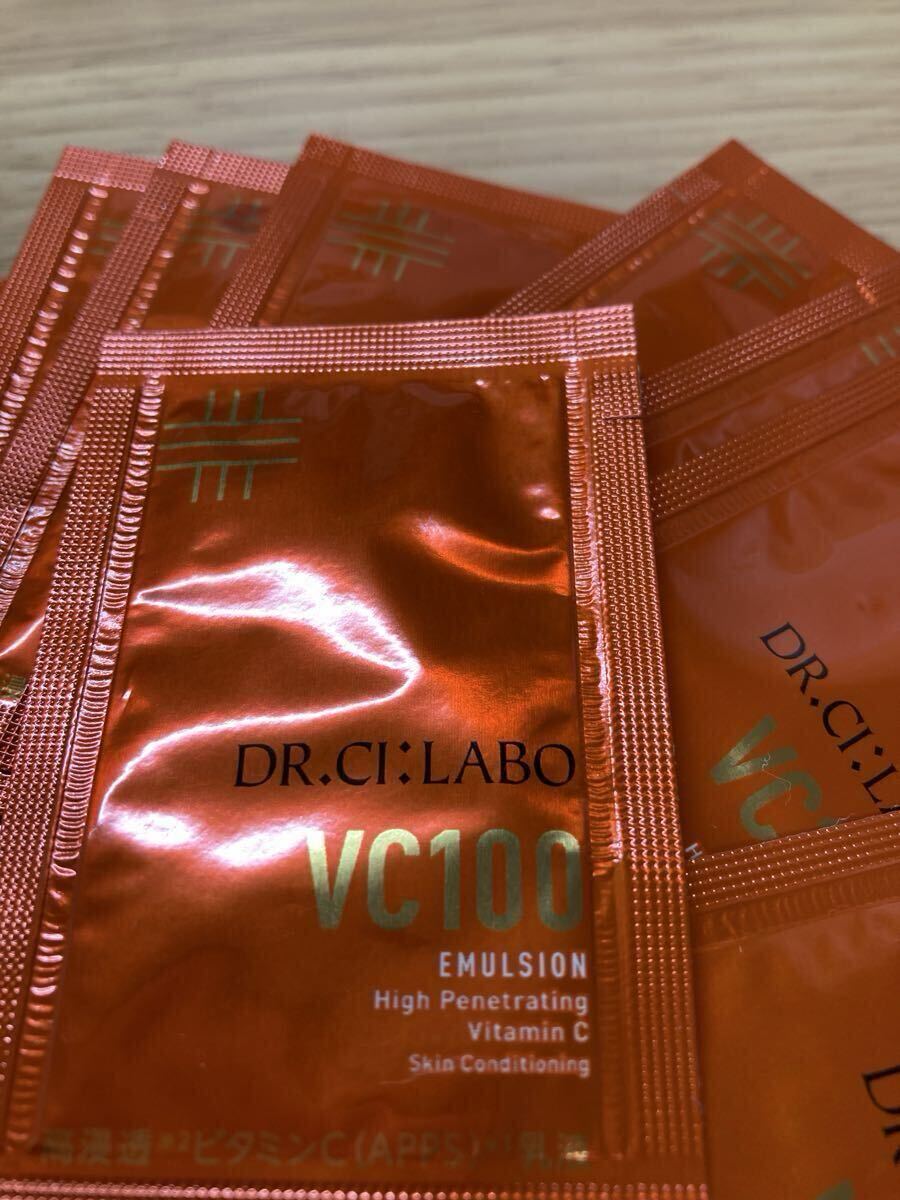 DR.CI:LABO
VC100
EMULSION
High Penetrating
Vitamin C
Skin Conditioning
高浸透*2ビタミンC(APPS)*1乳液
DR.CI:LA
VC
H
D
V